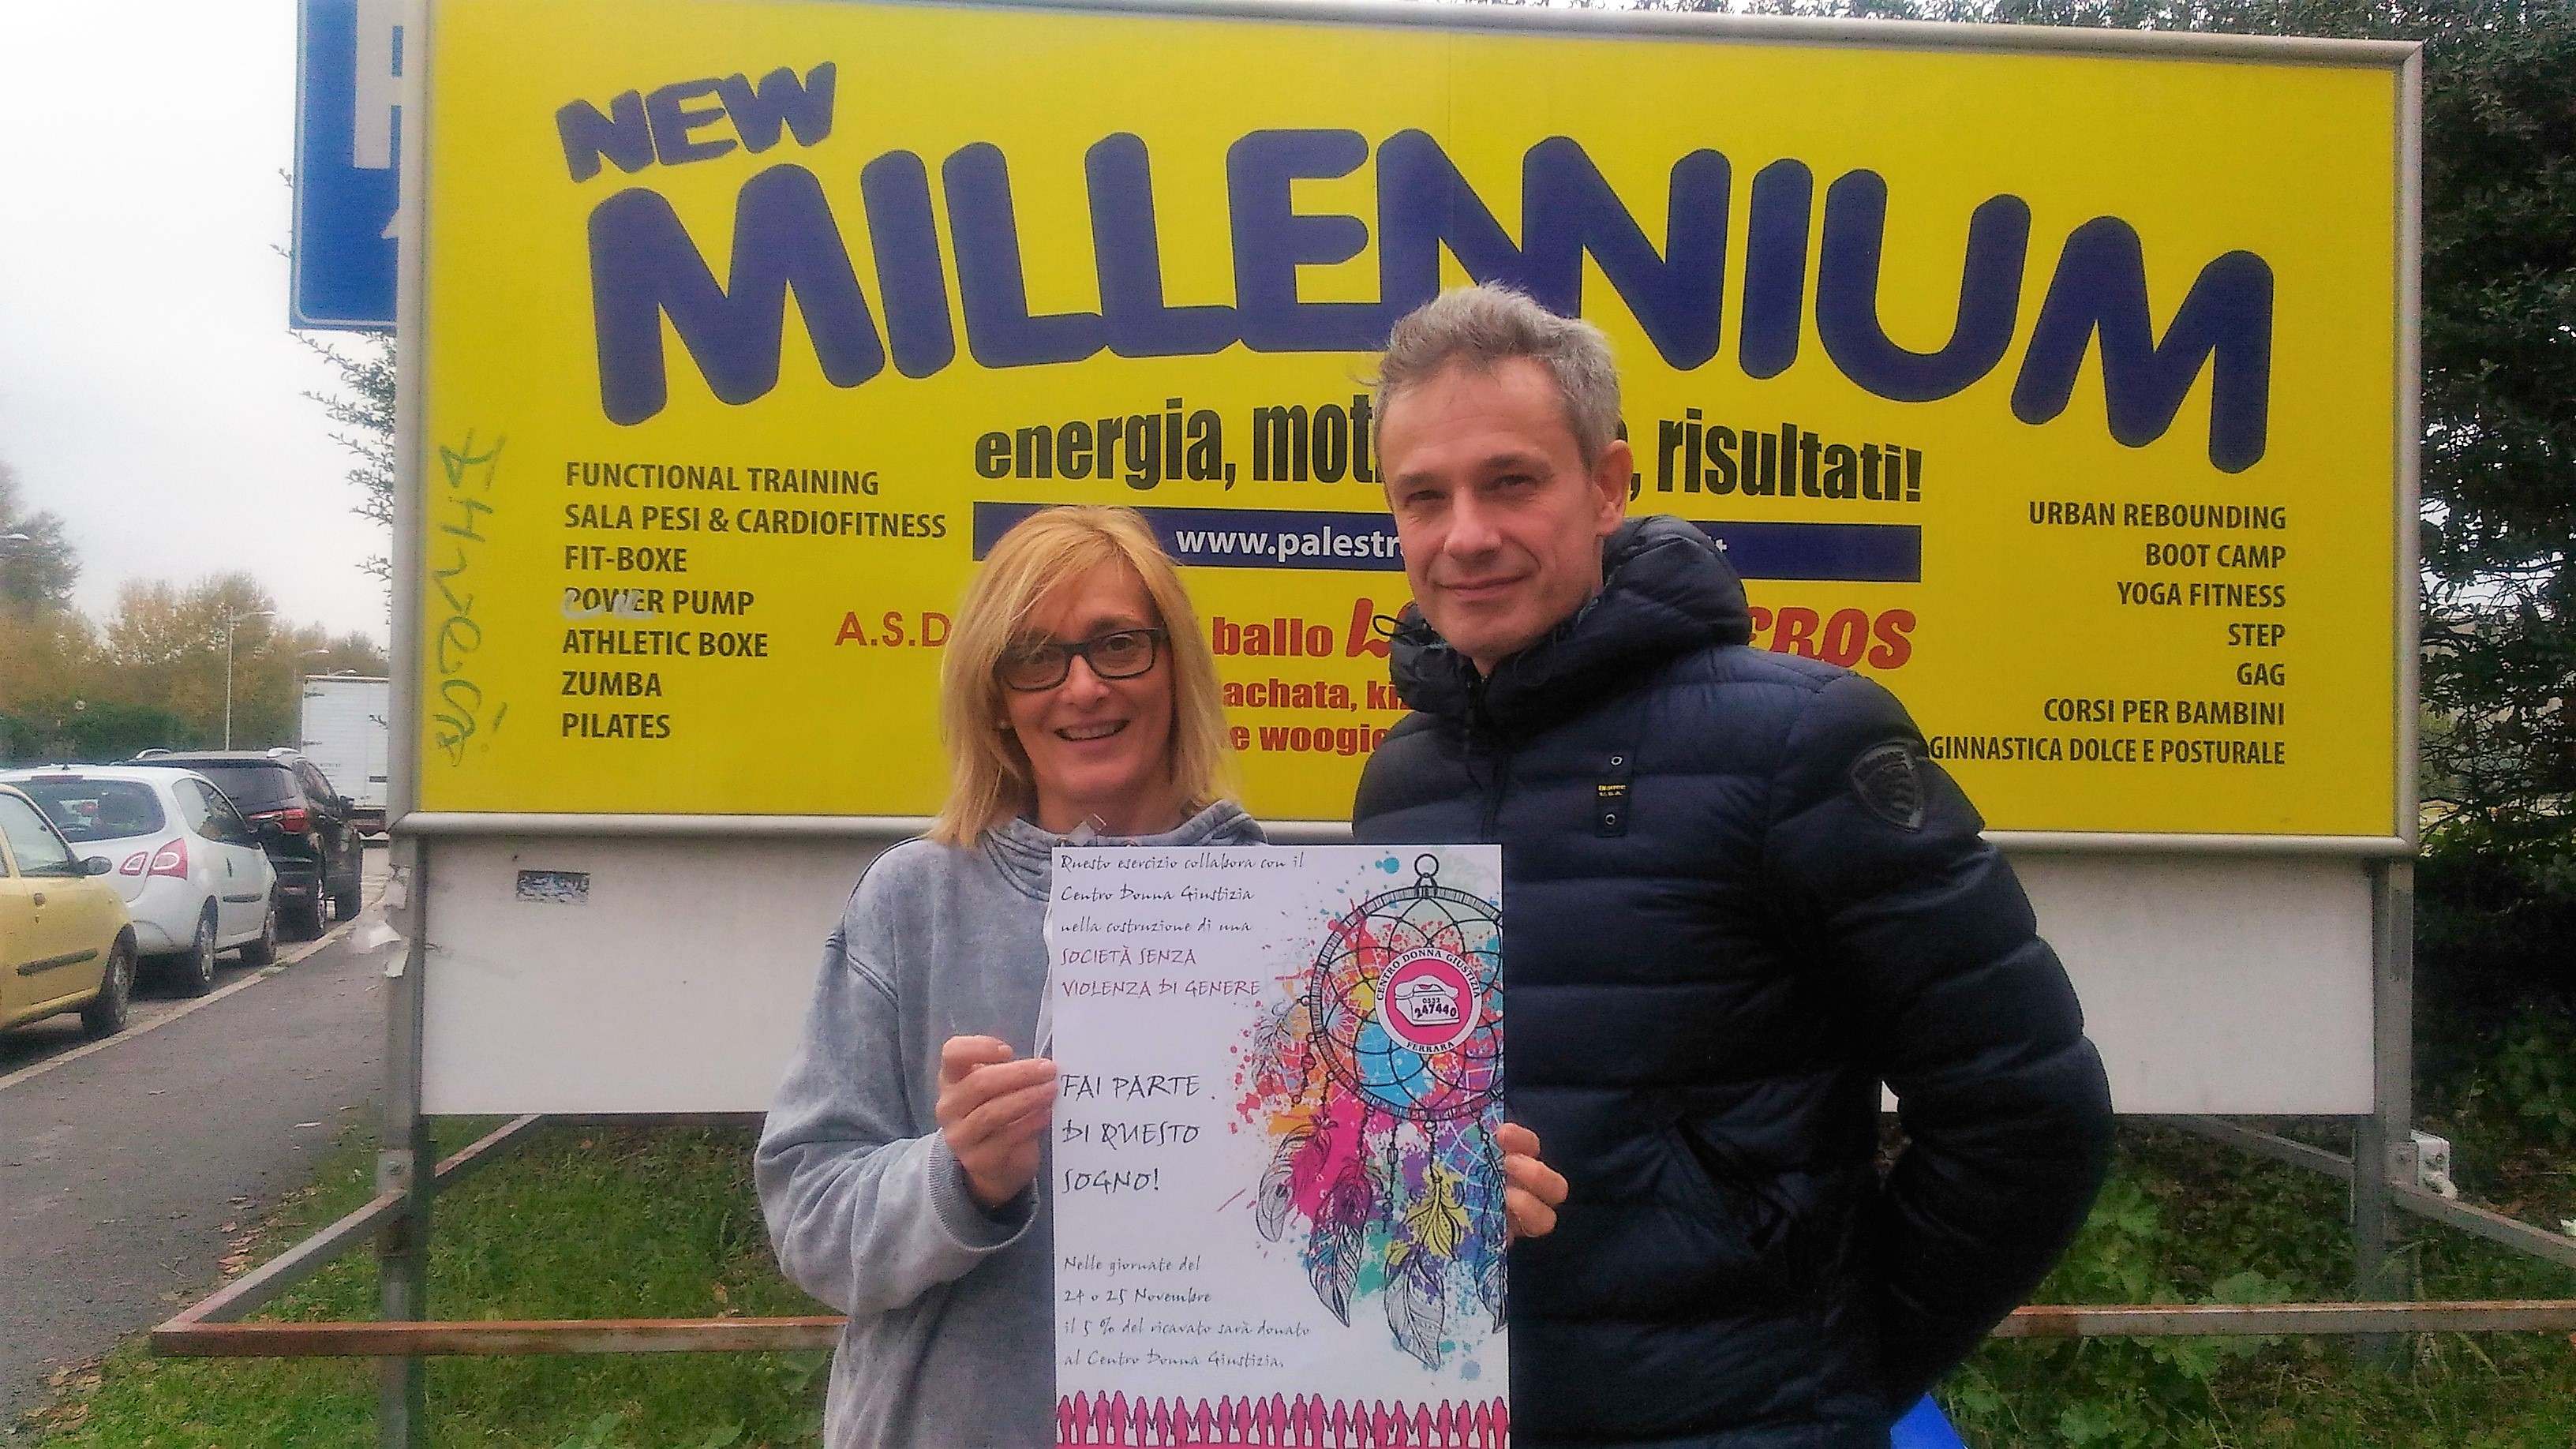 NEW
MILLENNIUM
energia, risultati!
FUNCTIONAL TRAINING
SALA PESI & CARDIOFITNESS
FIT-BOXE
POWER PUMP
ATHLETIC BOXE
ZUMBA
PILATES
A.S.D
ballo
e woogie
URBAN REBOUNDING
BOOT CAMP
YOGA FITNESS
STEP
GAG
CORSI PER BAMBINI
GINNASTICA DOLCE E POSTURALE
Questo esercizio collabora con il
Centro Donna Giustizia
nella costruzione di una
SOCIETÀ SENZA
VIOLENZA DI GENERE
FAI PARTE
DI QUESTO
SOGNO!
Nelle giornate del
24 o 25 Novembre
il 5 % del ricavato sarà donato
al Centro Donna Giustizia.
CENTRO DONNA GIUSTIZIA
247440
FERRARA